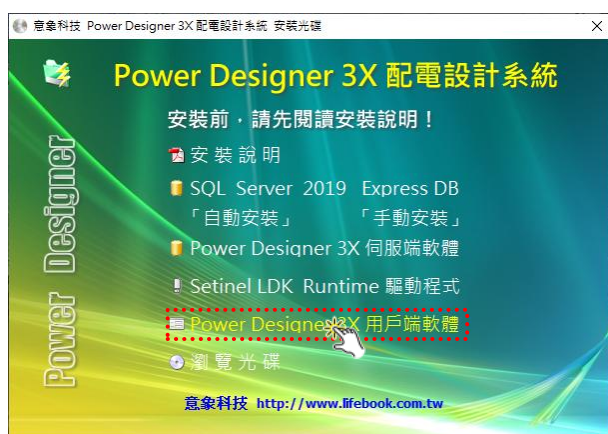 意象科技 Power Designer 3X 配電設計系統 安裝光碟
Power Designer 3X 配電設計系統
安裝前，請先閱讀安裝說明！
安裝說明
SQL Server 2019 Express DB
「自動安裝」 「手動安裝」
Power Designer 3X 伺服端軟體
Setinel LDK Runtime 驅動程式
Power Designer 3X 用戶端軟體
瀏覽光碟
意象科技 http://www.lifebook.com.tw
Power Designer